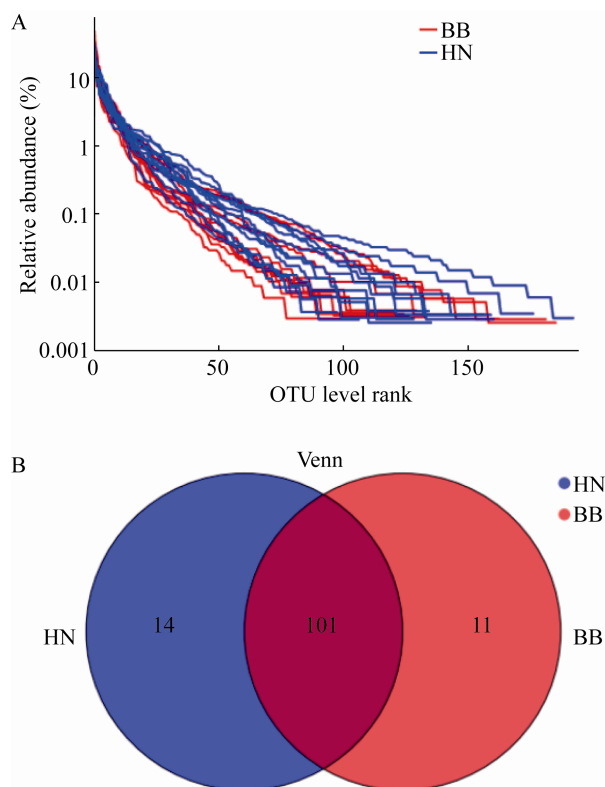 A
BB
HN
Relative abundance (%)
10
1
0.1
0.01
0.001
0
50
100
150
OTU level rank
B
Venn
HN
BB
HN
14
101
11
BB